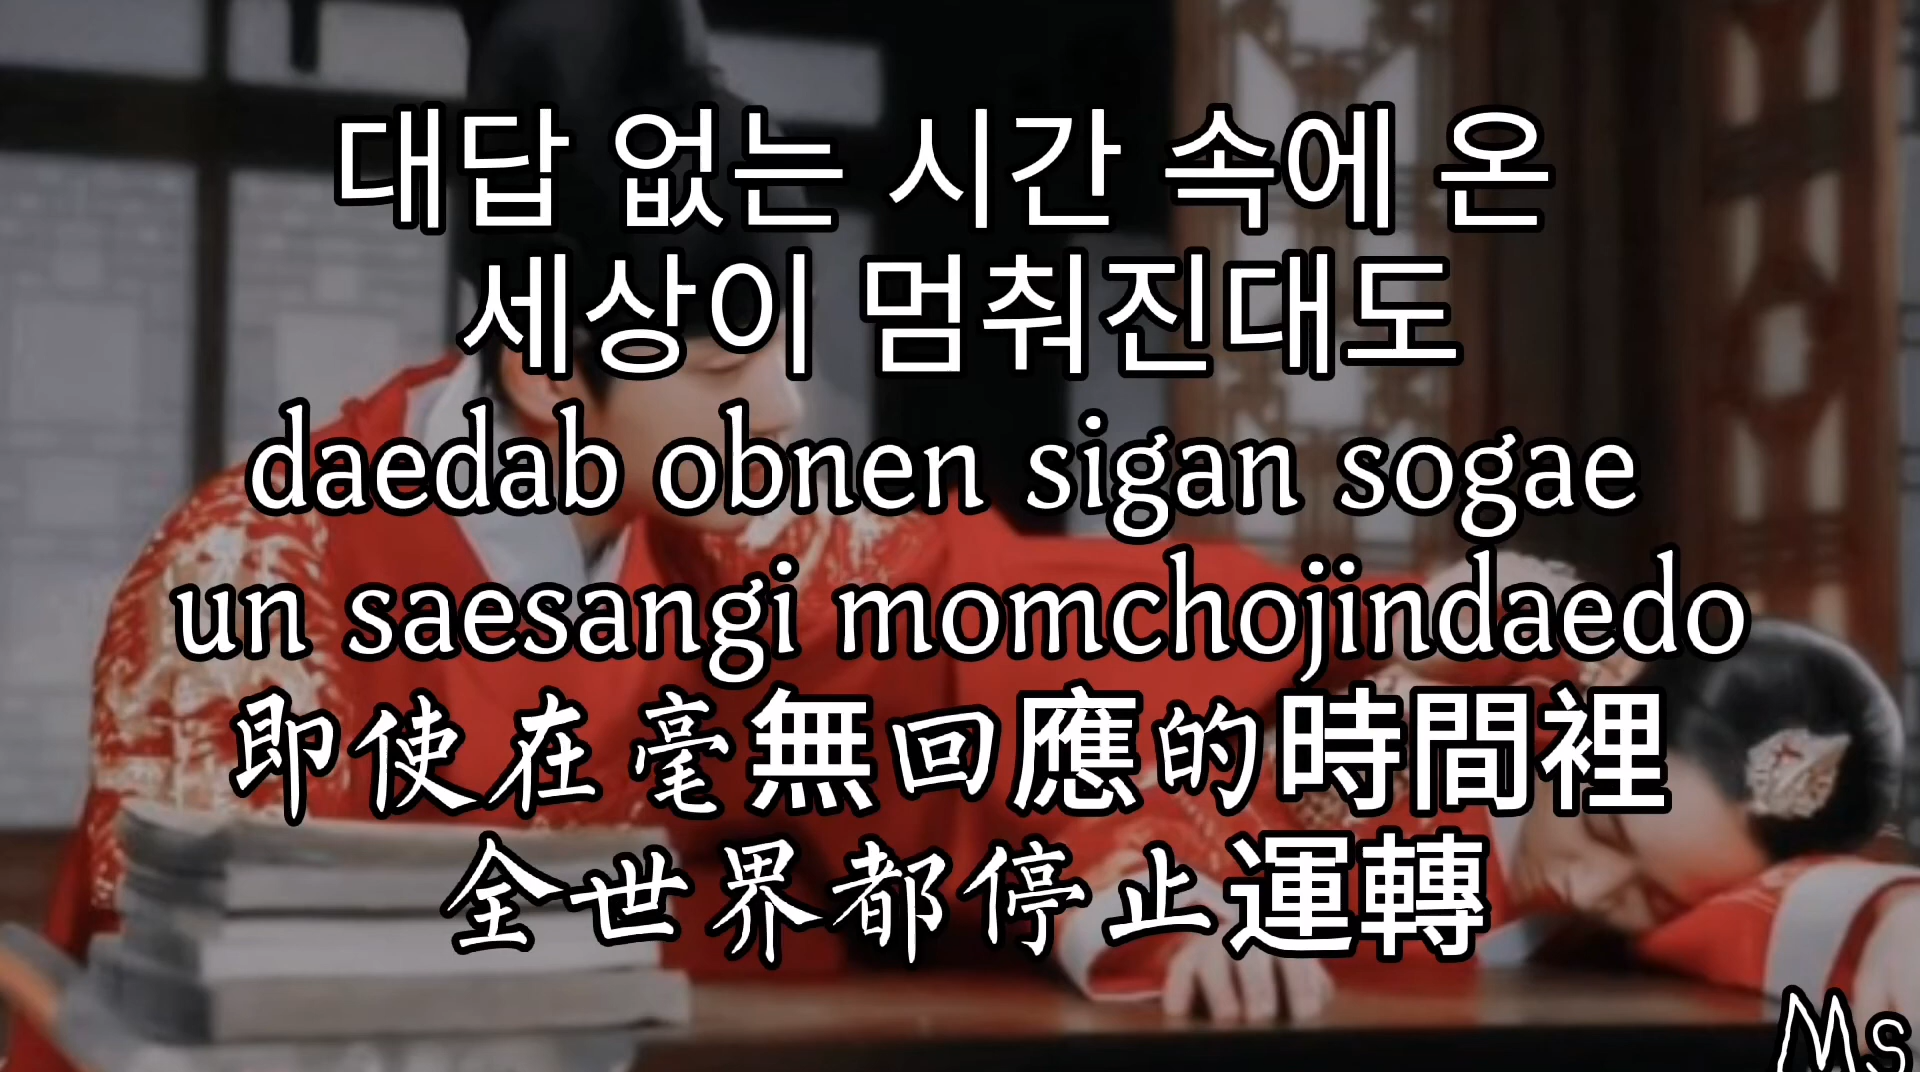 대답 없는 시간 속에 온
세상이 멈춰진대도
daedab obnen sigan sogae
un saesangi momchojindaedo
即使在毫無回應的時間裡
全世界都停止運轉
Ms